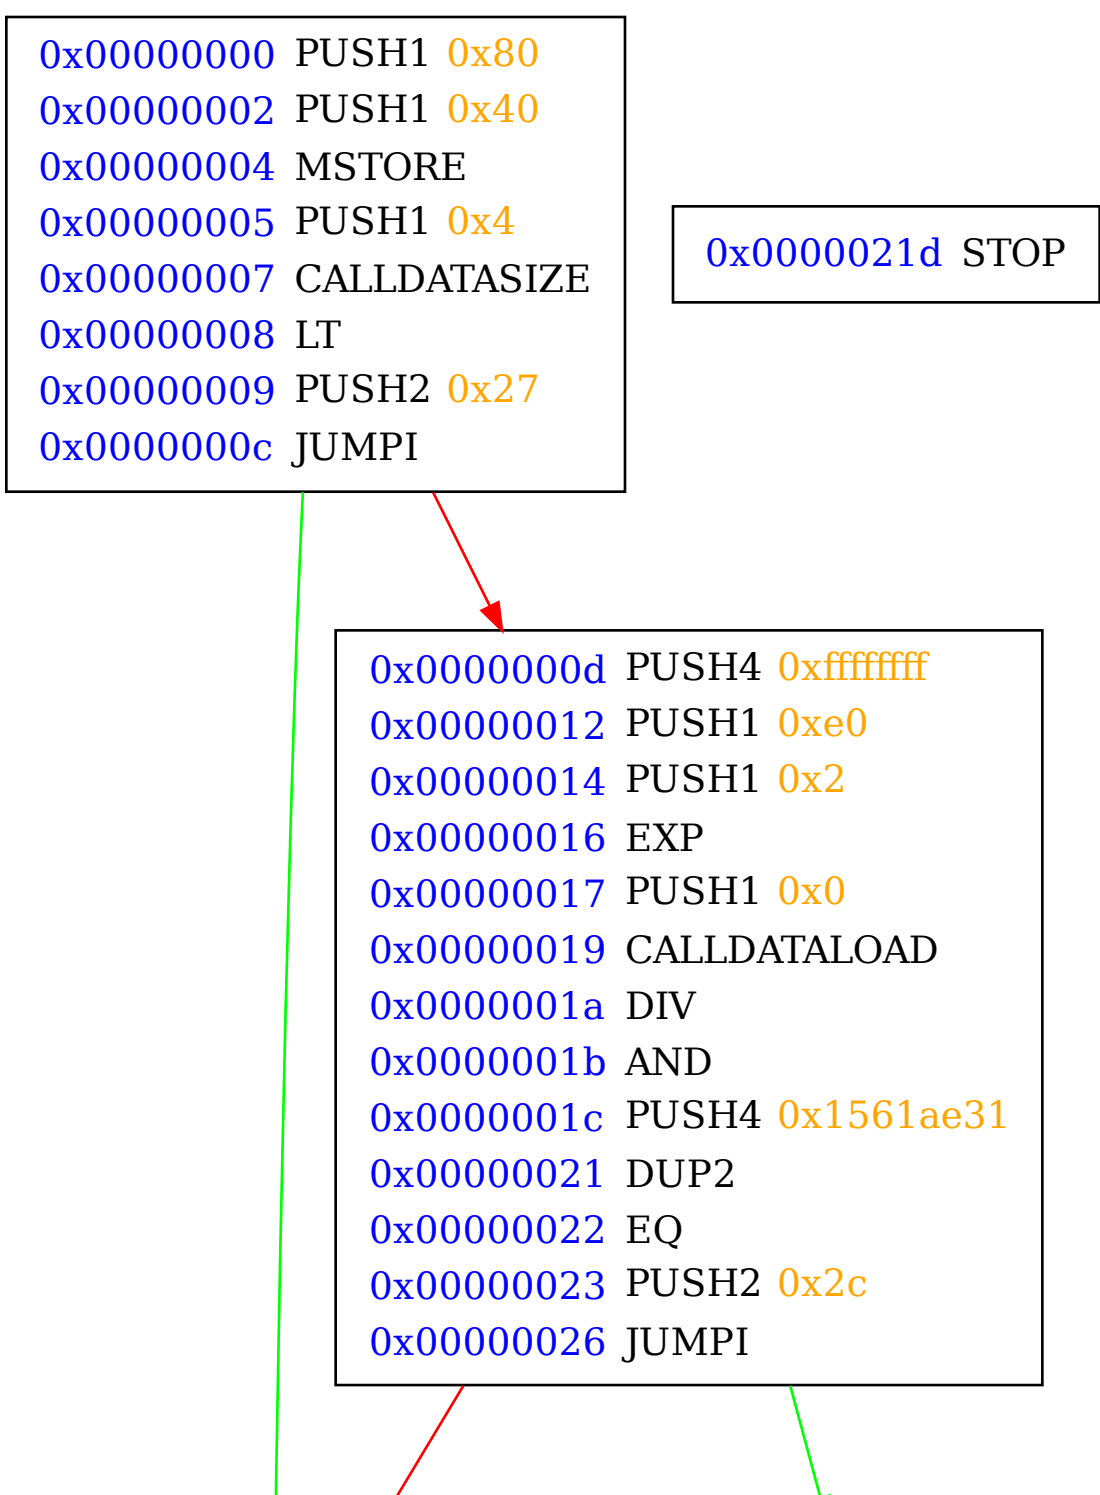 0x00000000 PUSH1 0x80
0x00000002 PUSH1 0x40
0x00000004 MSTORE
0x00000005 PUSH1 0x4
0x00000007 CALLDATASIZE
0x00000008 LT
0x00000009 PUSH2 0x27
0x0000000c JUMPI
0x0000021d STOP
0x0000000d PUSH4 0xffffffff
0x00000012 PUSH1 0xe0
0x00000014 PUSH1 0x2
0x00000016 EXP
0x00000017 PUSH1 0x0
0x00000019 CALLDATALOAD
0x0000001a DIV
0x0000001b AND
0x0000001c PUSH4 0x1561ae31
0x00000021 DUP2
0x00000022 EQ
0x00000023 PUSH2 0x2c
0x00000026 JUMPI